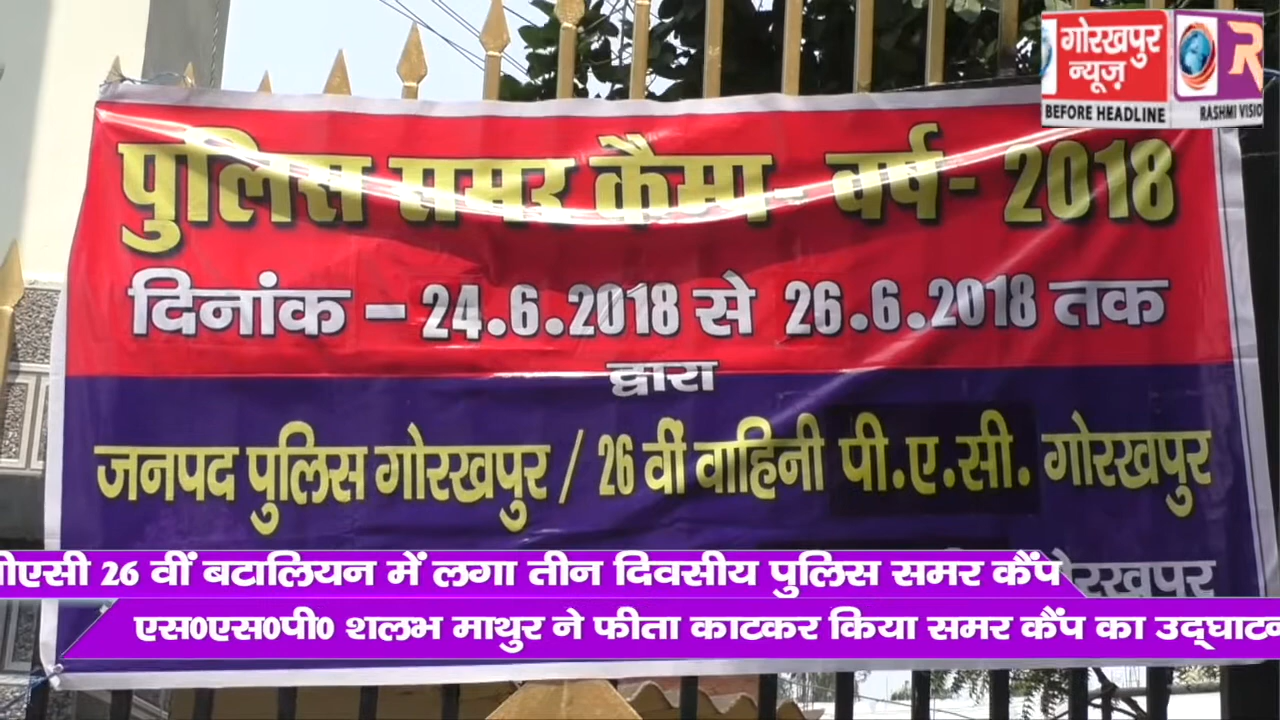 गोरखपुर
न्यूज़
BEFORE HEADLINE
R
RASHMI VISIO
पुलिस समर कैम्प- वर्ष- 2018
दिनांक - 24.6.2018 से 26.6.2018 तक
द्वारा
जनपद पुलिस गोरखपुर / 26 वीं वाहिनी पी.ए.सी. गोरखपुर
ीएसी 26 वीं बटालियन में लगा तीन दिवसीय पुलिस समर कैंप
एस0एस0पी0 शलभ माथुर ने फीता काटकर किया समर कैंप का उद्घाट